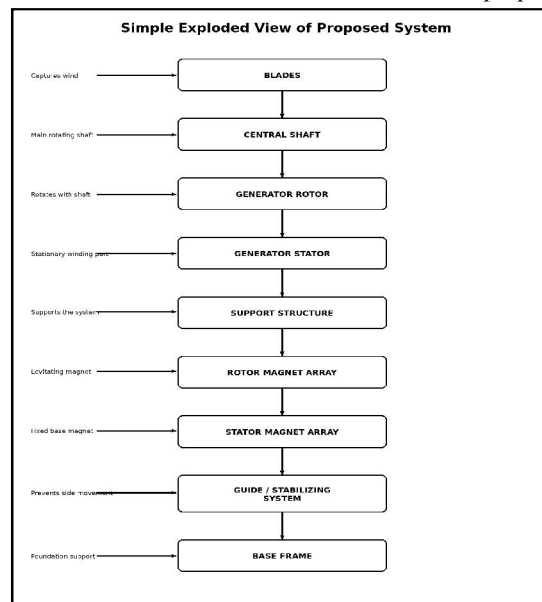 Simple Exploded View of Proposed System
Captures wind
BLADES
Main rotating shaft
CENTRAL SHAFT
Rotates with shaft
GENERATOR ROTOR
Stationary winding part
GENERATOR STATOR
Supports the system
SUPPORT STRUCTURE
Levitating magnet
ROTOR MAGNET ARRAY
Fixed base magnet
STATOR MAGNET ARRAY
Prevents side movement
GUIDE / STABILIZING
SYSTEM
Foundation support
BASE FRAME